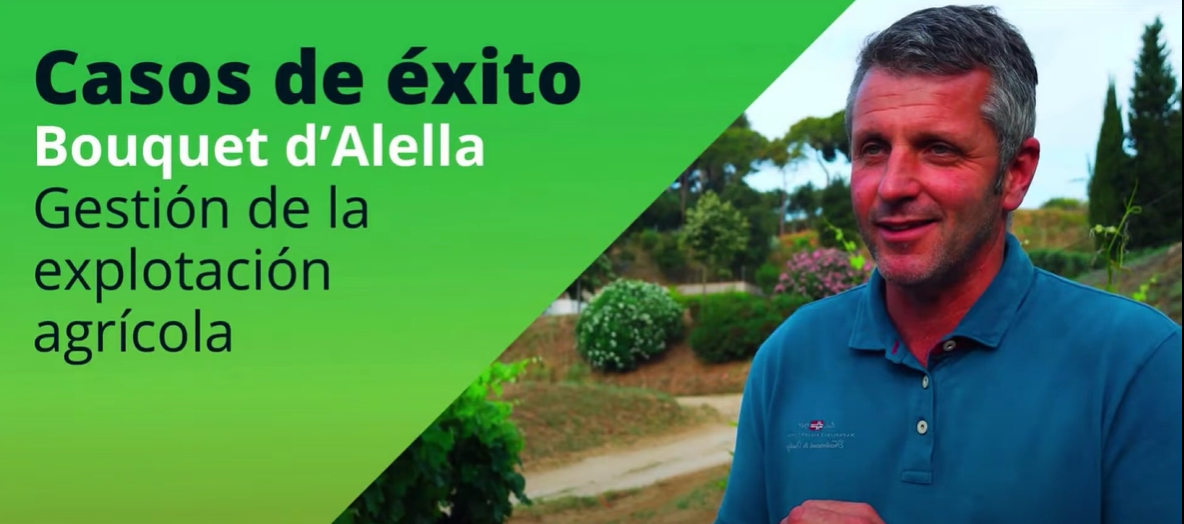 Casos de éxito
Bouquet d’Alella
Gestión de la
explotación
agrícola